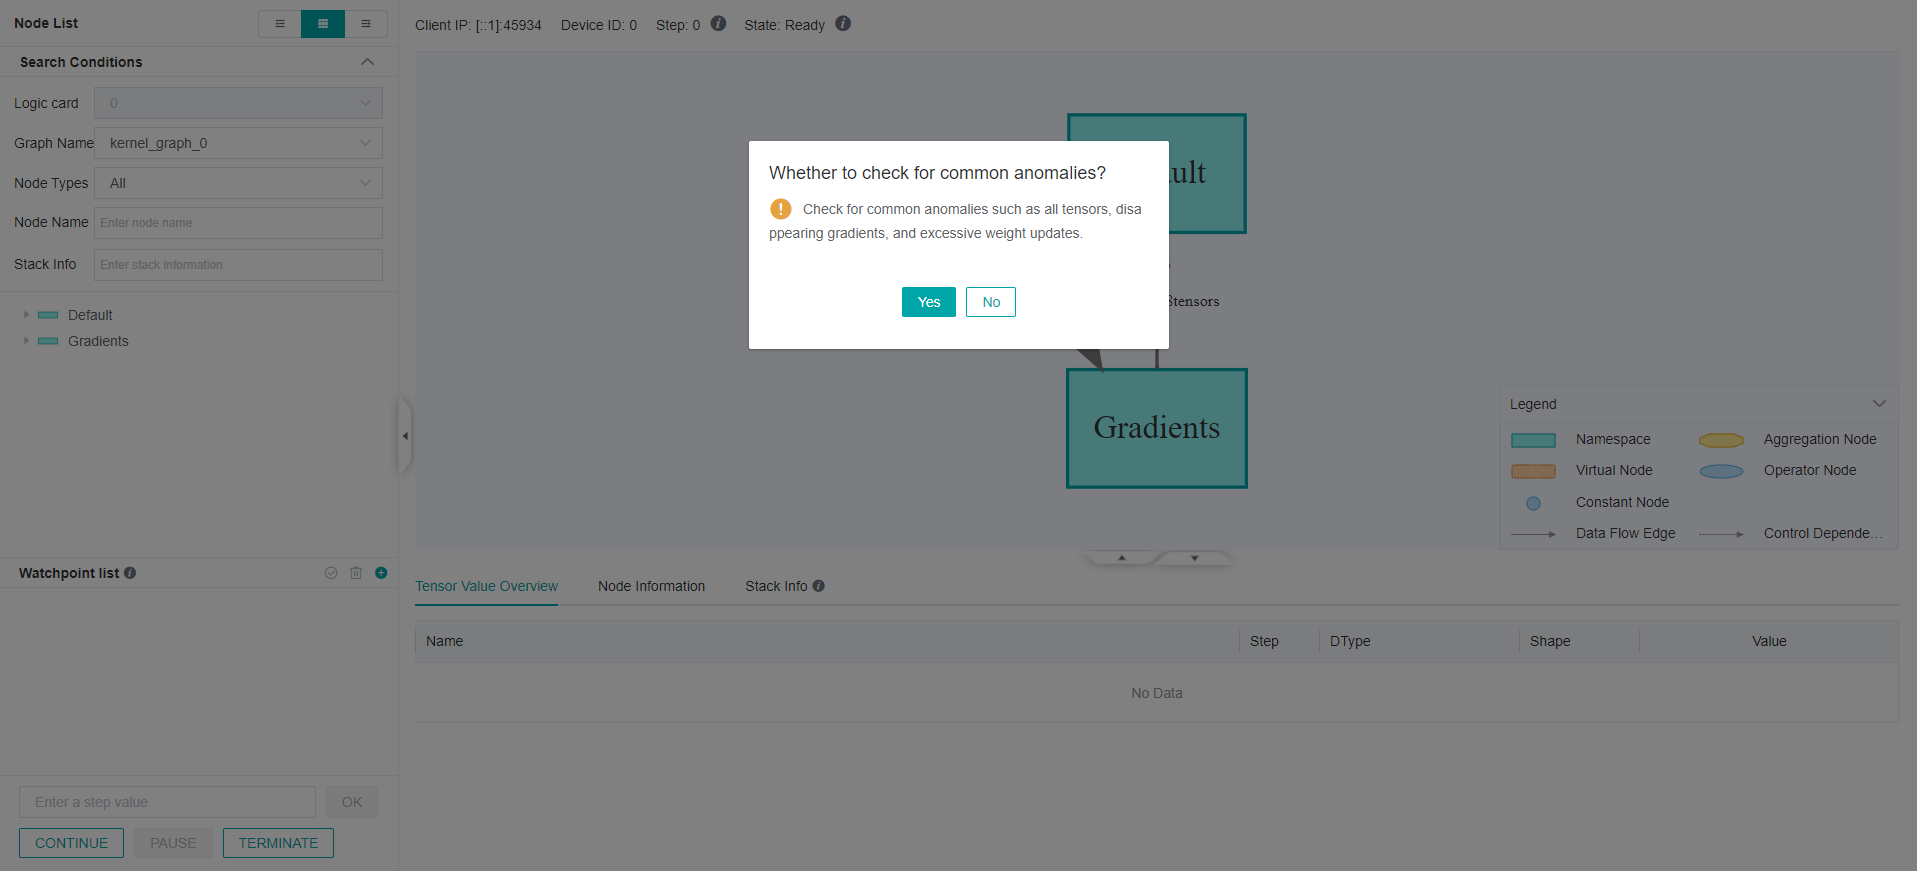 Node List
Client IP: [::1]:45934 Device ID: 0 Step: 0 State: Ready
Search Conditions
Logic card 0
Graph Name kernel_graph_0
Node Types All
Node Name Enter node name
Stack Info Enter stack information
Default
Gradients
Whether to check for common anomalies?
Check for common anomalies such as all tensors, disa
ppearing gradients, and excessive weight updates.
Yes No
ult
3tensors
Gradients
Legend
Namespace Aggregation Node
Virtual Node Operator Node
Constant Node
Data Flow Edge Control Depende...
Watchpoint list
Tensor Value Overview Node Information Stack Info
Name Step DType Shape Value
No Data
Enter a step value OK
CONTINUE PAUSE TERMINATE